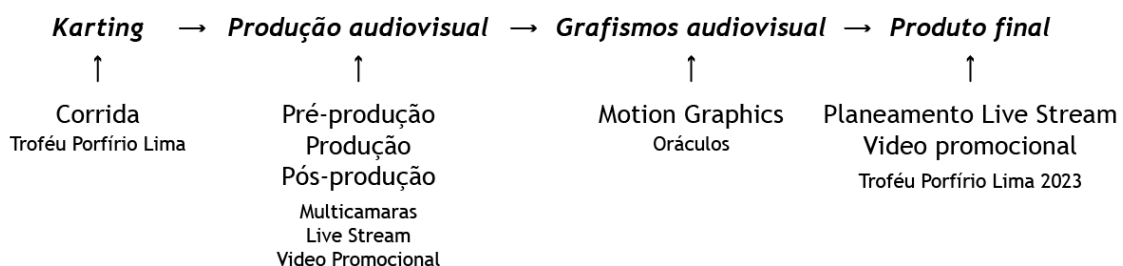 Karting → Produção audiovisual → Grafismos audiovisual → Produto final
↑ ↑ ↑ ↑
Corrida
Troféu Porfírio Lima
Pré-produção
Produção
Pós-produção
Multicamaras
Live Stream
Video Promocional
Motion Graphics
Oráculos
Planeamento Live Stream
Video promocional
Troféu Porfírio Lima 2023